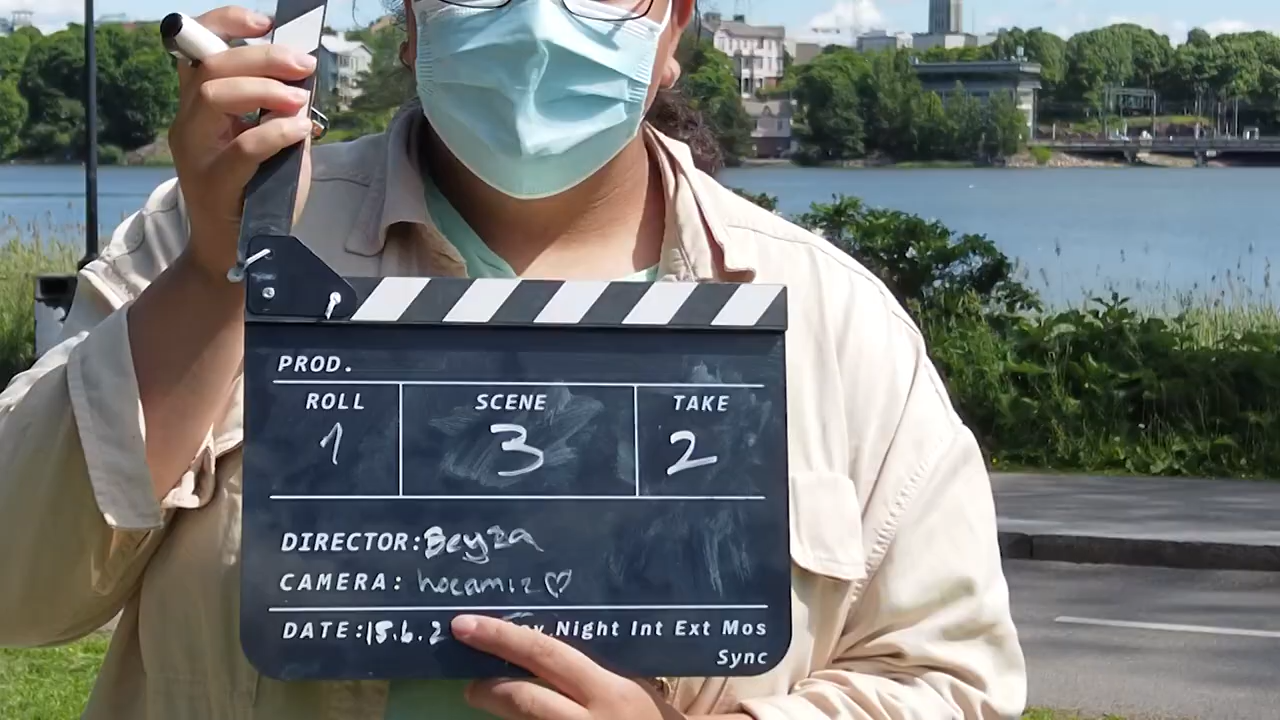 PROD.
ROLL SCENE TAKE
1 3 2
DIRECTOR: Beyza
CAMERA: hocamız♡
DATE: 15.6.2 Night Int Ext Mos
Sync